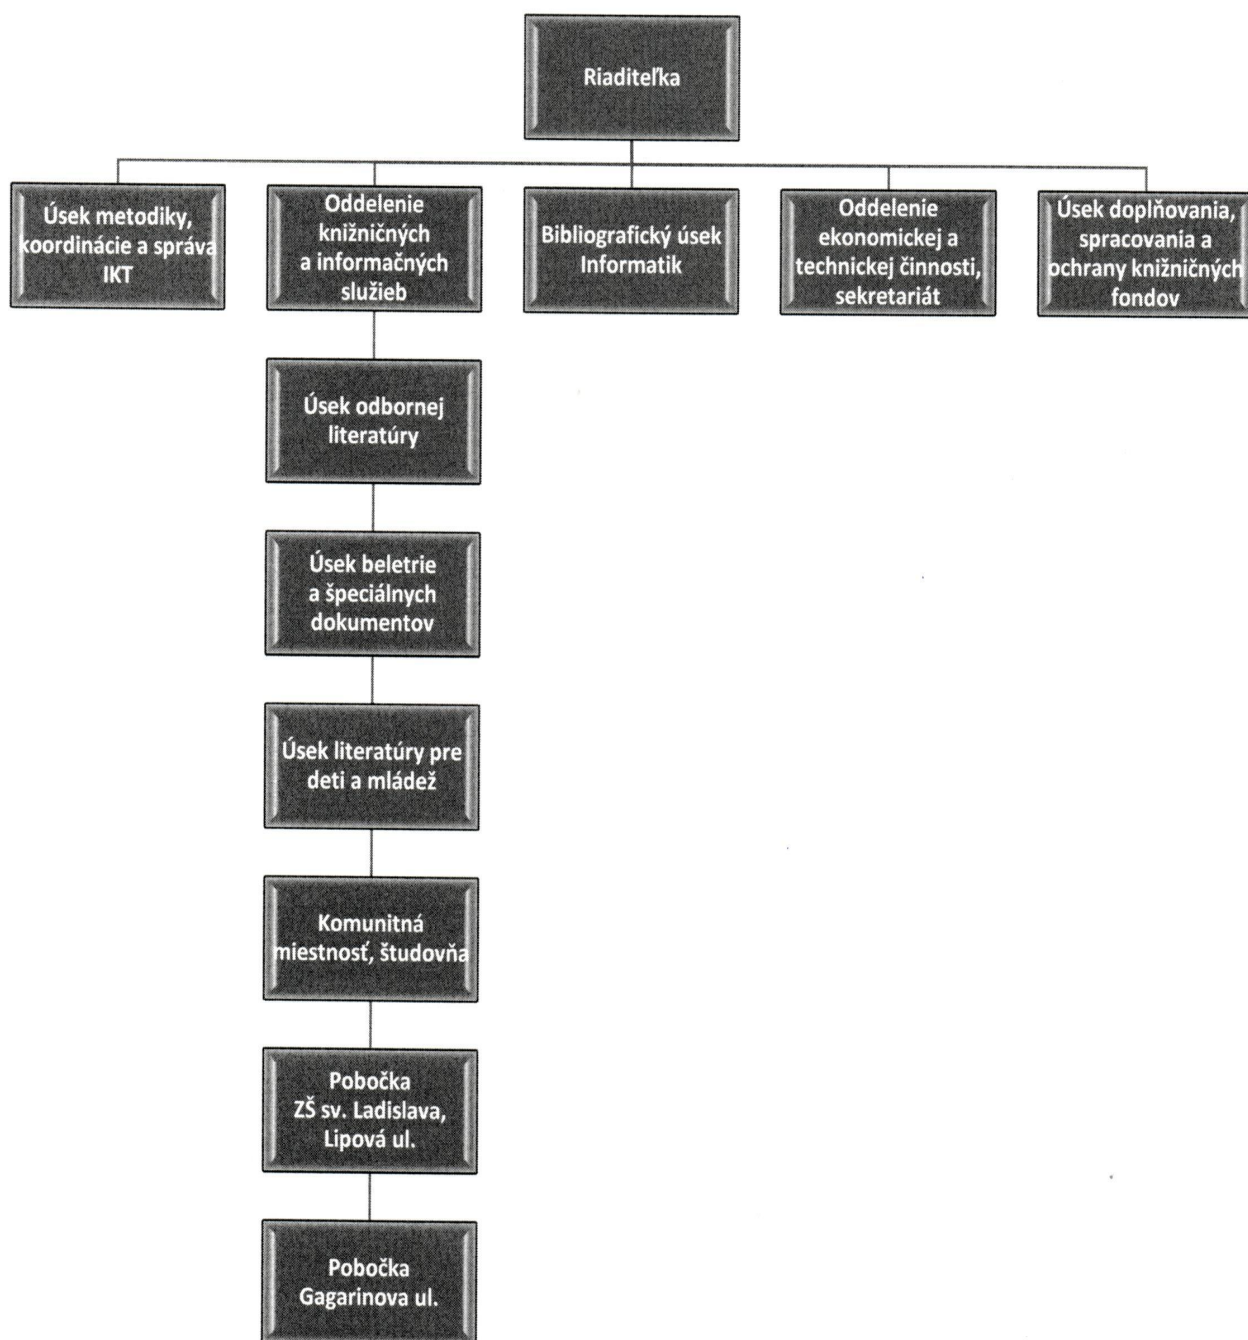 Riaditeľka
Úsek metodiky,
koordinácie a správa
IKT
Oddelenie
knižničných
a informačných
služieb
Bibliografický úsek
Informatik
Oddelenie
ekonomickej a
technickej činnosti,
sekretariát
Úsek doplňovania,
spracovania a
ochrany knižničných
fondov
Úsek odbornej
literatúry
Úsek beletrie
a špeciálnych
dokumentov
Úsek literatúry pre
deti a mládež
Komunitná
miestnosť, študovňa
Pobočka
ZŠ sv. Ladislava,
Lipová ul.
Pobočka
Gagarinova ul.